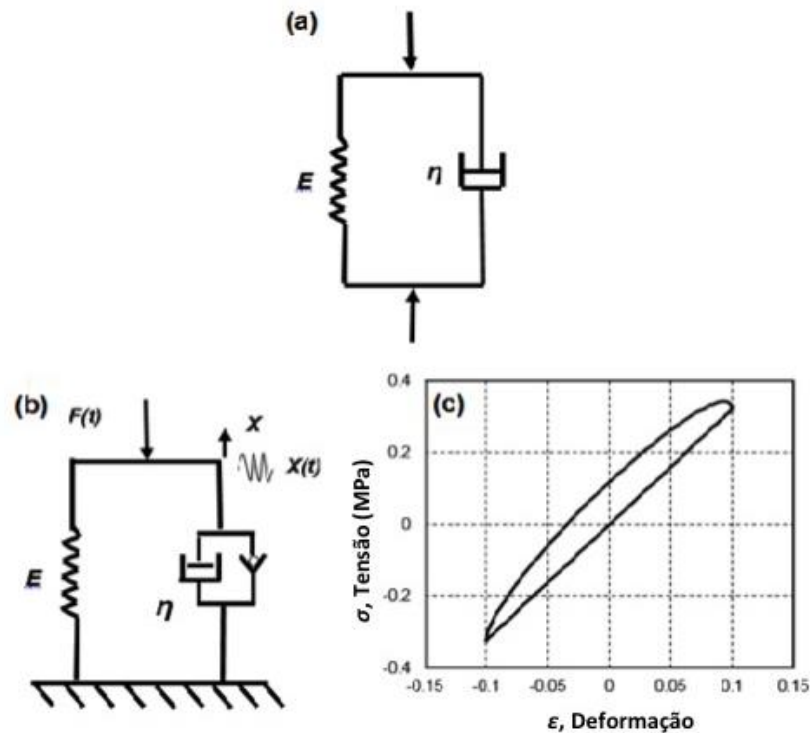 (a)
E
η
(b)
F(t)
X
X(t)
E
η
(c)
σ, Tensão (MPa)
0.4
0.2
0
-0.2
-0.4
-0.15
-0.1
-0.05
0
0.05
0.1
0.15
ε, Deformação